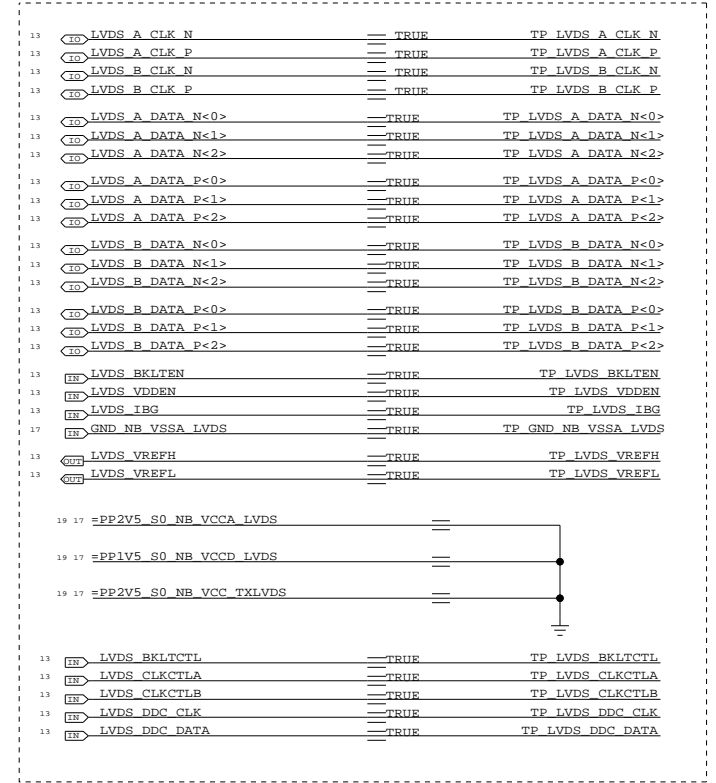 13 IO LVDS_A_CLK_N TRUE TP_LVDS_A_CLK_N
13 IO LVDS_A_CLK_P TRUE TP_LVDS_A_CLK_P
13 IO LVDS_B_CLK_N TRUE TP_LVDS_B_CLK_N
13 IO LVDS_B_CLK_P TRUE TP_LVDS_B_CLK_P
13 IO LVDS_A_DATA_N<0> TRUE TP_LVDS_A_DATA_N<0>
13 IO LVDS_A_DATA_N<1> TRUE TP_LVDS_A_DATA_N<1>
13 IO LVDS_A_DATA_N<2> TRUE TP_LVDS_A_DATA_N<2>
13 IO LVDS_A_DATA_P<0> TRUE TP_LVDS_A_DATA_P<0>
13 IO LVDS_A_DATA_P<1> TRUE TP_LVDS_A_DATA_P<1>
13 IO LVDS_A_DATA_P<2> TRUE TP_LVDS_A_DATA_P<2>
13 IO LVDS_B_DATA_N<0> TRUE TP_LVDS_B_DATA_N<0>
13 IO LVDS_B_DATA_N<1> TRUE TP_LVDS_B_DATA_N<1>
13 IO LVDS_B_DATA_N<2> TRUE TP_LVDS_B_DATA_N<2>
13 IO LVDS_B_DATA_P<0> TRUE TP_LVDS_B_DATA_P<0>
13 IO LVDS_B_DATA_P<1> TRUE TP_LVDS_B_DATA_P<1>
13 IO LVDS_B_DATA_P<2> TRUE TP_LVDS_B_DATA_P<2>
13 IN LVDS_BKLTEN TRUE TP_LVDS_BKLTEN
13 IN LVDS_VDDEN TRUE TP_LVDS_VDDEN
13 IN LVDS_IBG TRUE TP_LVDS_IBG
17 IN GND_NB_VSSA_LVDS TRUE TP_GND_NB_VSSA_LVDS
13 OUT LVDS_VREFH TRUE TP_LVDS_VREFH
13 OUT LVDS_VREFL TRUE TP_LVDS_VREFL
19 17 =PP2V5_S0_NB_VCCA_LVDS
19 17 =PP1V5_S0_NB_VCCD_LVDS
19 17 =PP2V5_S0_NB_VCC_TXLVDS
13 IN LVDS_BKLTCTL TRUE TP_LVDS_BKLTCTL
13 IN LVDS_CLKCTLA TRUE TP_LVDS_CLKCTLA
13 IN LVDS_CLKCTLB TRUE TP_LVDS_CLKCTLB
13 IN LVDS_DDC_CLK TRUE TP_LVDS_DDC_CLK
13 IN LVDS_DDC_DATA TRUE TP_LVDS_DDC_DATA